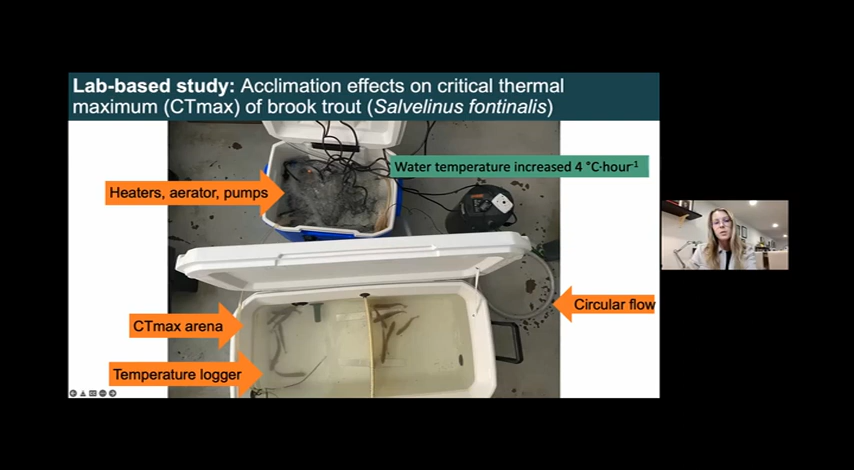 Lab-based study: Acclimation effects on critical thermal
maximum (CTmax) of brook trout (Salvelinus fontinalis)
Water temperature increased 4 °C·hour⁻¹
Heaters, aerator, pumps
Circular flow
CTmax arena
Temperature logger